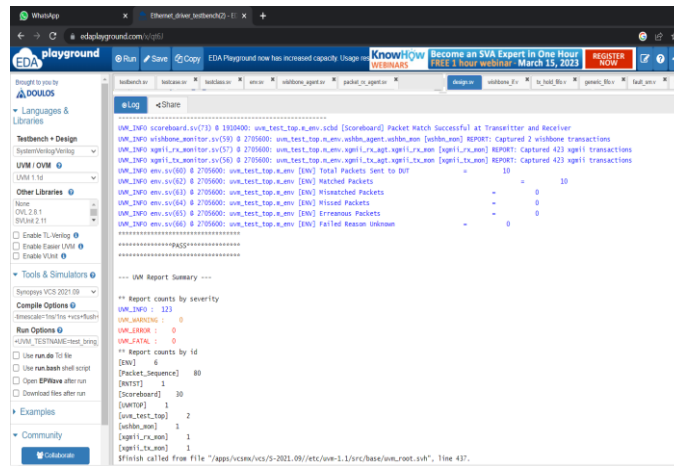 WhatsApp
Ethernet_driver_testbench(2) - E
edaplayground.com/x/qt6J
EDA playground
Run Save Copy EDA Playground now has increased capacity. Usage res
KnowHow WEBINARS
Become an SVA Expert in One Hour
FREE 1 hour webinar - March 15, 2023
REGISTER NOW
Brought to you by
DOULOS
Languages & Libraries
Testbench + Design
SystemVerilog/Verilog
UVM / OVM
UVM 1.1d
Other Libraries
None
OVL 2.8.1
SVUnit 2.11
Enable TL-Verilog
Enable Easier UVM
Enable VUnit
Tools & Simulators
Synopsys VCS 2021.09
Compile Options
-timescale=1ns/1ns +vcs+flush+
Run Options
+UVM_TESTNAME=test_bring
Use run.do Tcl file
Use run.bash shell script
Open EPWave after run
Download files after run
Examples
Community
Collaborate
testbench.sv testcase.sv testclass.sv env.sv wishbone_agent.sv packet_rx_agent.sv design.sv wishbone_if.v ts_hold_fifo.v generic_fifo.v fault_sm.v
Log Share
UVM_INFO scoreboard.sv(73) @ 1910400: uvm_test_top.m_env.scbd [Scoreboard] Packet Match Successful at Transmitter and Receiver
UVM_INFO wishbone_monitor.sv(59) @ 2705600: uvm_test_top.m_env.wshbn_agent.wshbn_mon [wshbn_mon] REPORT: Captured 2 wishbone transactions
UVM_INFO xgmii_rx_monitor.sv(57) @ 2705600: uvm_test_top.m_env.xgmii_rx_agt.xgmii_rx_mon [xgmii_rx_mon] REPORT: Captured 423 xgmii transactions
UVM_INFO xgmii_tx_monitor.sv(56) @ 2705600: uvm_test_top.m_env.xgmii_tx_agt.xgmii_tx_mon [xgmii_tx_mon] REPORT: Captured 423 xgmii transactions
UVM_INFO env.sv(60) @ 2705600: uvm_test_top.m_env [ENV] Total Packets Sent to DUT = 10
UVM_INFO env.sv(62) @ 2705600: uvm_test_top.m_env [ENV] Matched Packets = 10
UVM_INFO env.sv(63) @ 2705600: uvm_test_top.m_env [ENV] Mismatched Packets = 0
UVM_INFO env.sv(64) @ 2705600: uvm_test_top.m_env [ENV] Missed Packets = 0
UVM_INFO env.sv(65) @ 2705600: uvm_test_top.m_env [ENV] Erreanous Packets = 0
UVM_INFO env.sv(66) @ 2705600: uvm_test_top.m_env [ENV] Failed Reason Unknown = 0
**********************************
***************PASS***************
**********************************
--- UVM Report Summary ---
** Report counts by severity
UVM_INFO : 123
UVM_WARNING : 0
UVM_ERROR : 0
UVM_FATAL : 0
** Report counts by id
[ENV] 6
[Packet_Sequence] 80
[RNTST] 1
[Scoreboard] 30
[UVMTOP] 1
[uvm_test_top] 2
[wshbn_mon] 1
[xgmii_rx_mon] 1
[xgmii_tx_mon] 1
$finish called from file "/apps/vcsmx/vcs/S-2021.09//etc/uvm-1.1/src/base/uvm_root.svh", line 437.